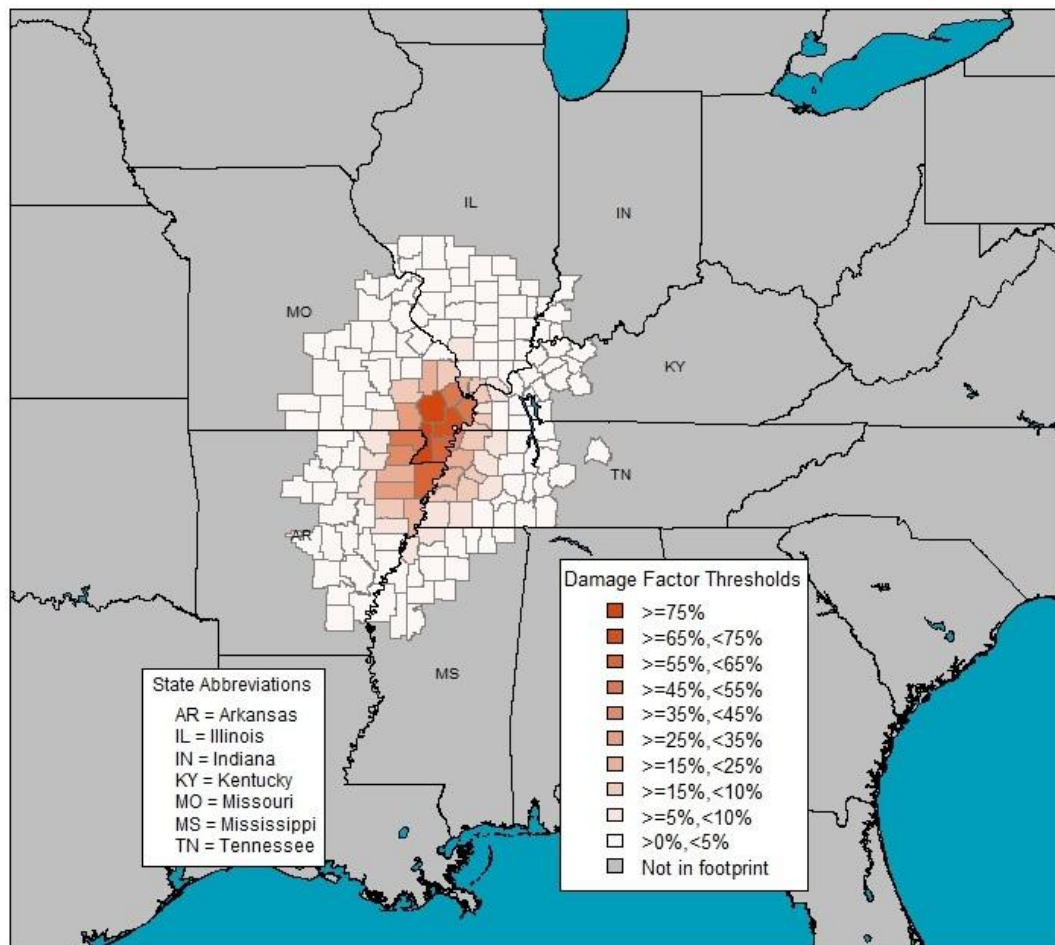 IL
IN
MO
KY
TN
AR
MS
Damage Factor Thresholds
>=75%
>=65%,<75%
>=55%,<65%
>=45%,<55%
>=35%,<45%
>=25%,<35%
>=15%,<25%
>=15%,<10%
>=5%,<10%
>0%,<5%
Not in footprint
State Abbreviations
AR = Arkansas
IL = Illinois
IN = Indiana
KY = Kentucky
MO = Missouri
MS = Mississippi
TN = Tennessee